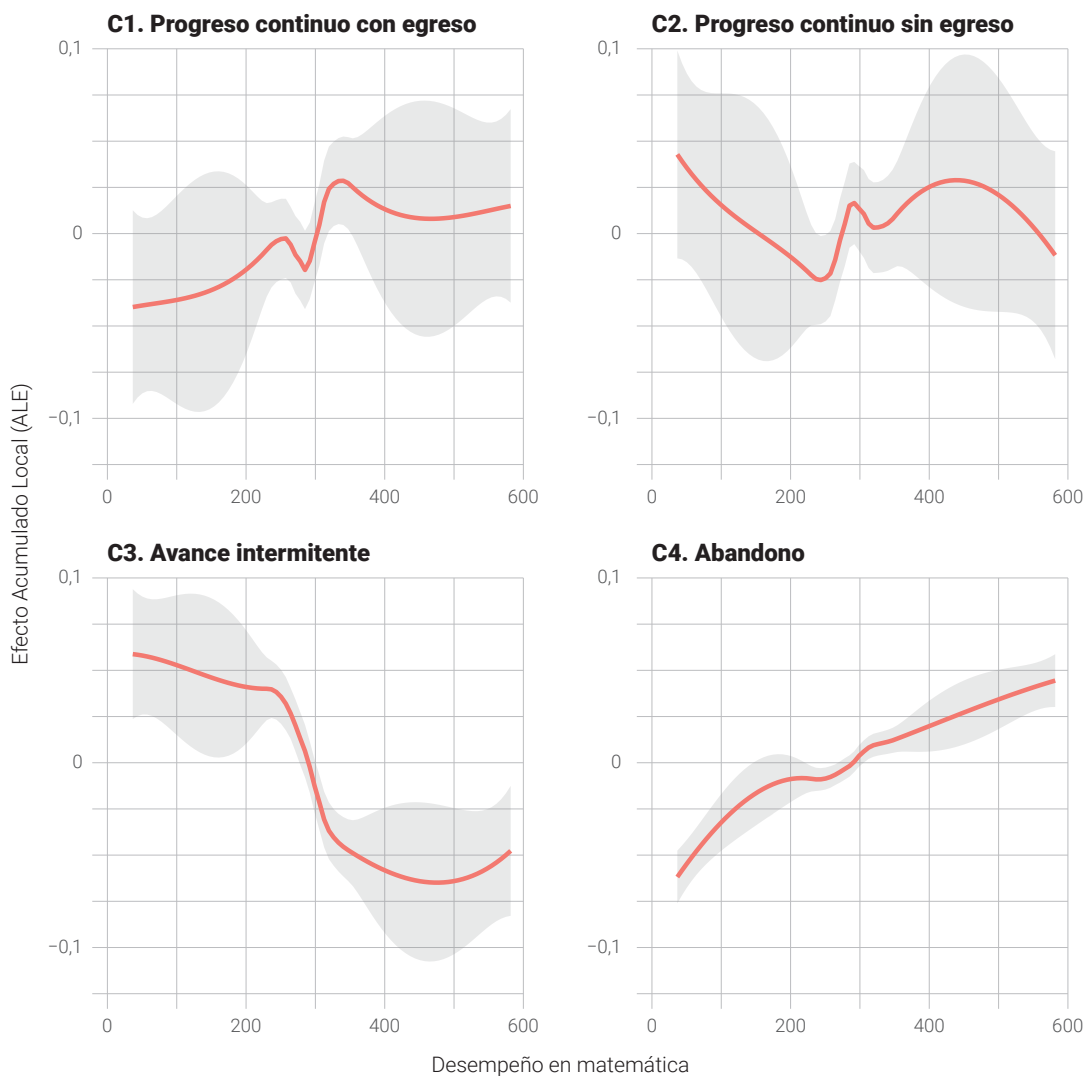 C1. Progreso continuo con egreso
0,1
0
−0,1
0 200 400 600
C2. Progreso continuo sin egreso
0,1
0
−0,1
0 200 400 600
Efecto Acumulado Local (ALE)
C3. Avance intermitente
0,1
0
−0,1
0 200 400 600
C4. Abandono
0,1
0
−0,1
0 200 400 600
Desempeño en matemática